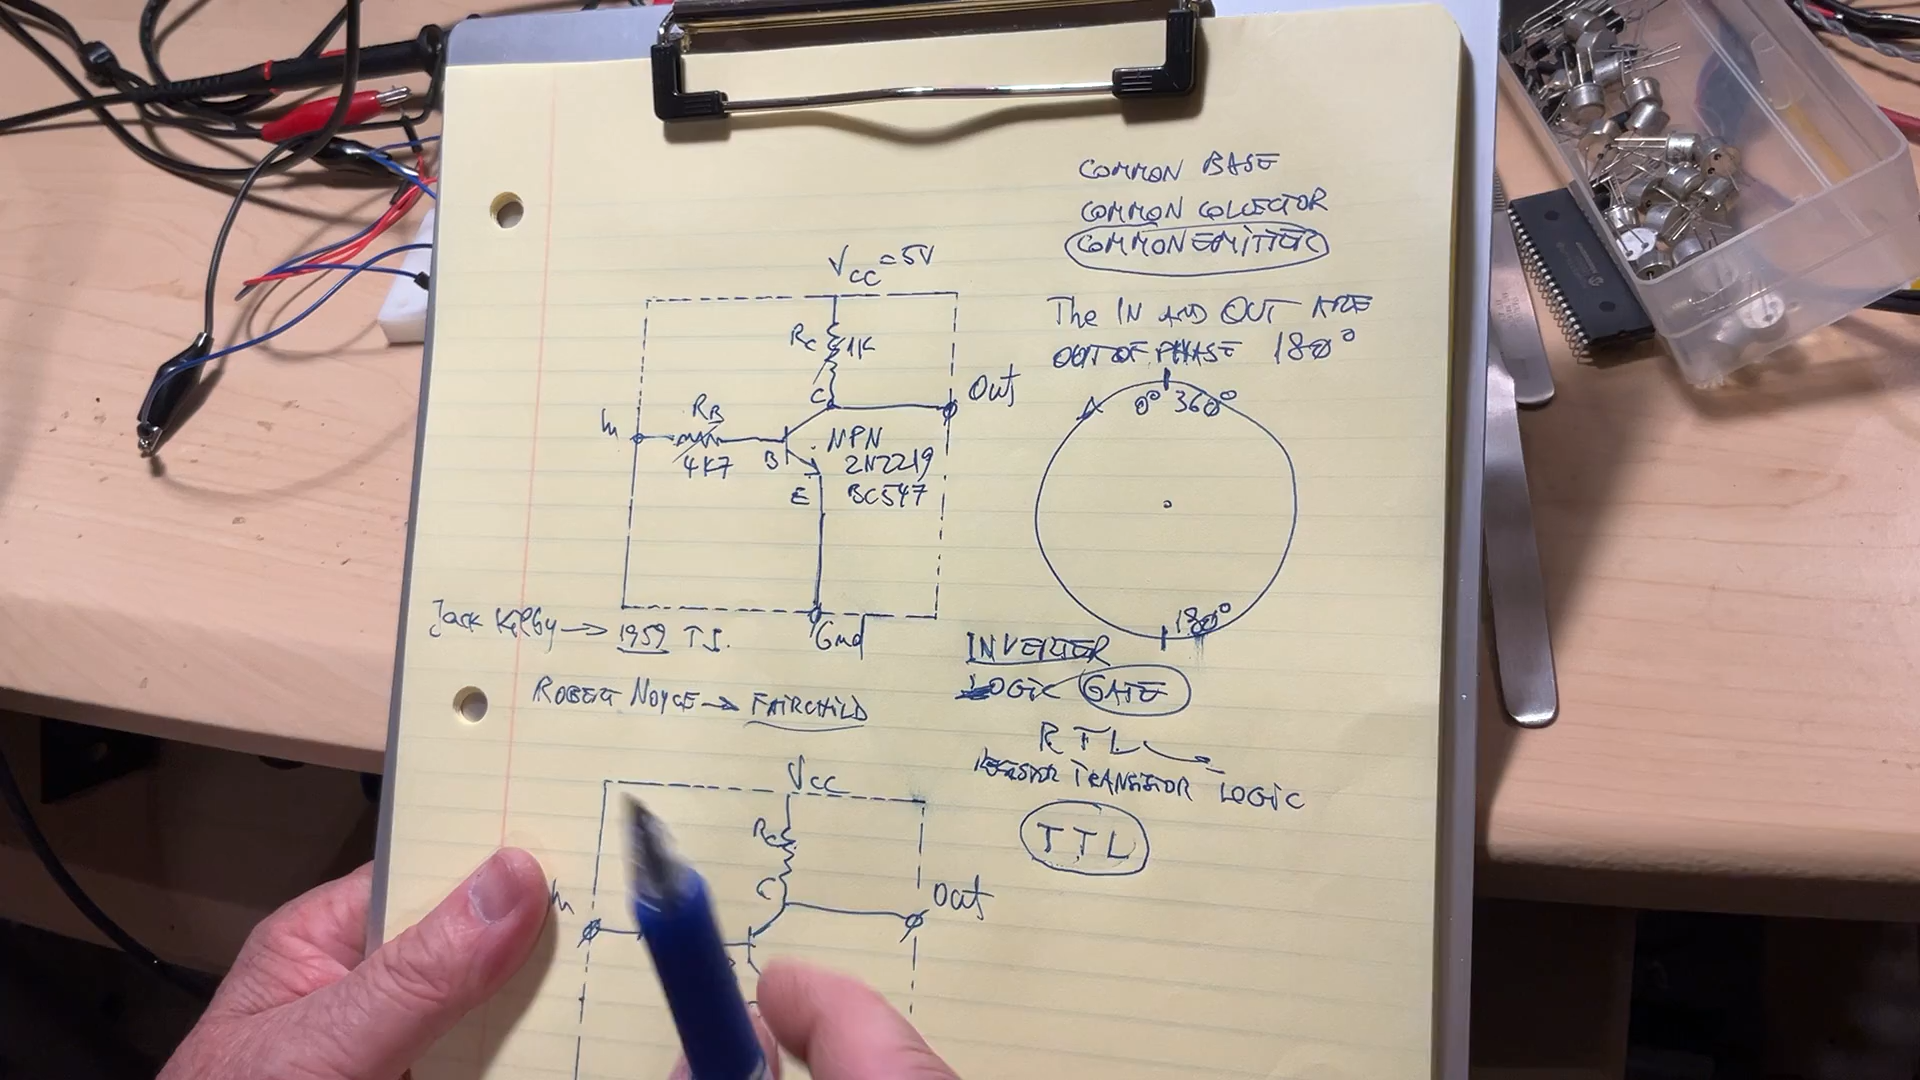 COMMON BASE
COMMON COLLECTOR
COMMON EMITTER
The IN AND OUT ARE
OUT OF PHASE 180°
0° 360°
180°
VCC = 5V
RC 1K
C
Out
In
RB
4K7
B
NPN
2N2219
BC547
E
Gnd
Jack Kilby → 1959 T.I.
ROBERT NOYCE → FAIRCHILD
INVERTER
LOGIC GATE
RTL
RESISTOR TRANSISTOR LOGIC
TTL
VCC
RC
C
In
Out